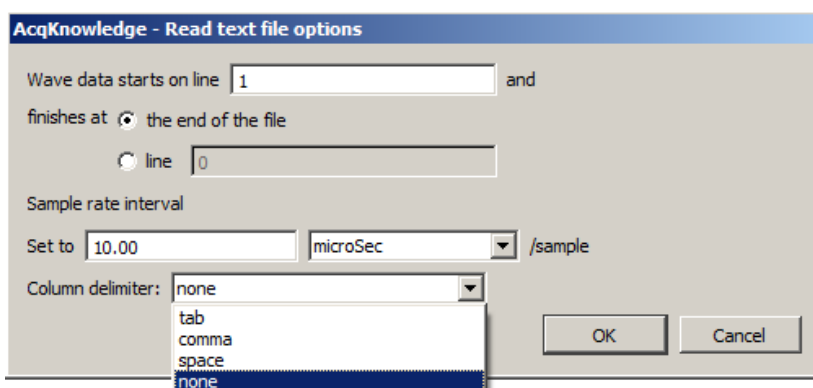 AcqKnowledge - Read text file options
Wave data starts on line 1 and
finishes at the end of the file
line 0
Sample rate interval
Set to 10.00 microSec /sample
Column delimiter: none
tab
comma
space
none
OK Cancel